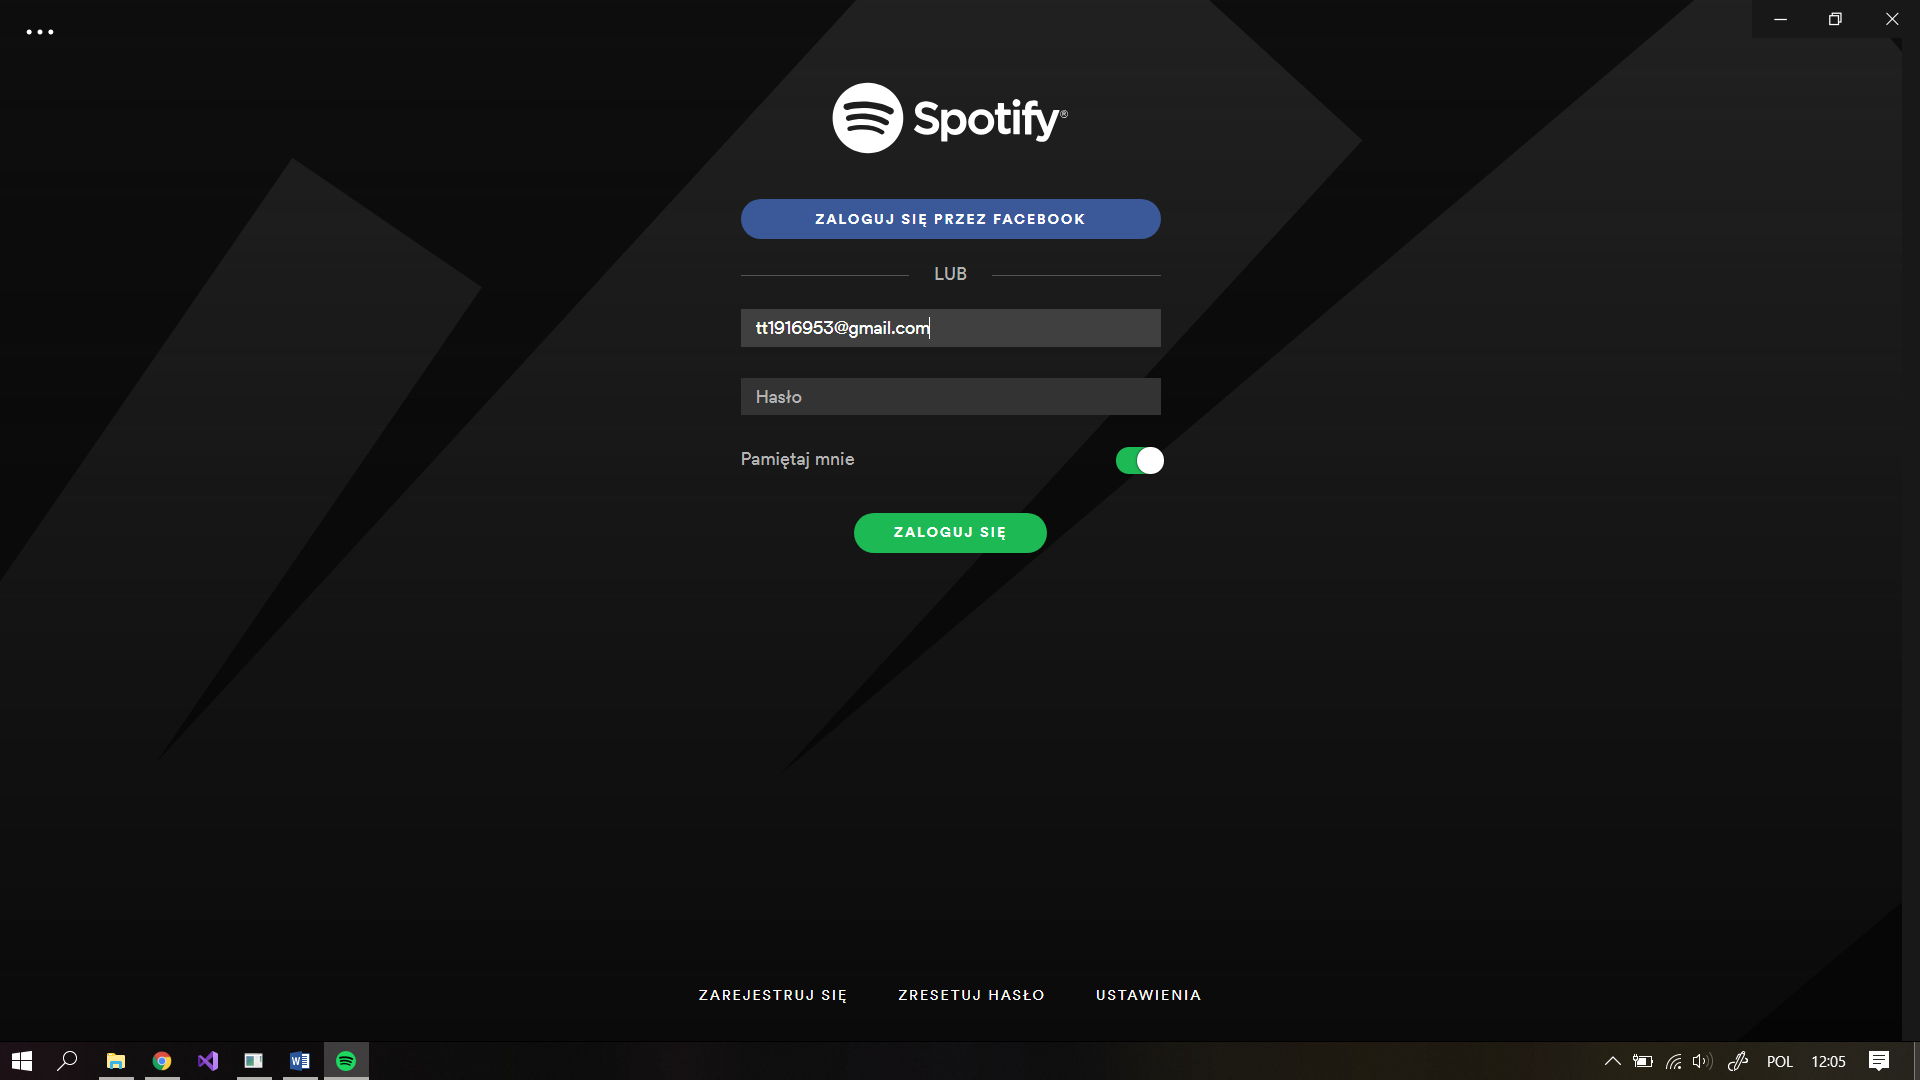 Spotify®
ZALOGUJ SIĘ PRZEZ FACEBOOK
LUB
tt1916953@gmail.com
Hasło
Pamiętaj mnie
ZALOGUJ SIĘ
ZAREJESTRUJ SIĘ ZRESETUJ HASŁO USTAWIENIA
POL 12:05